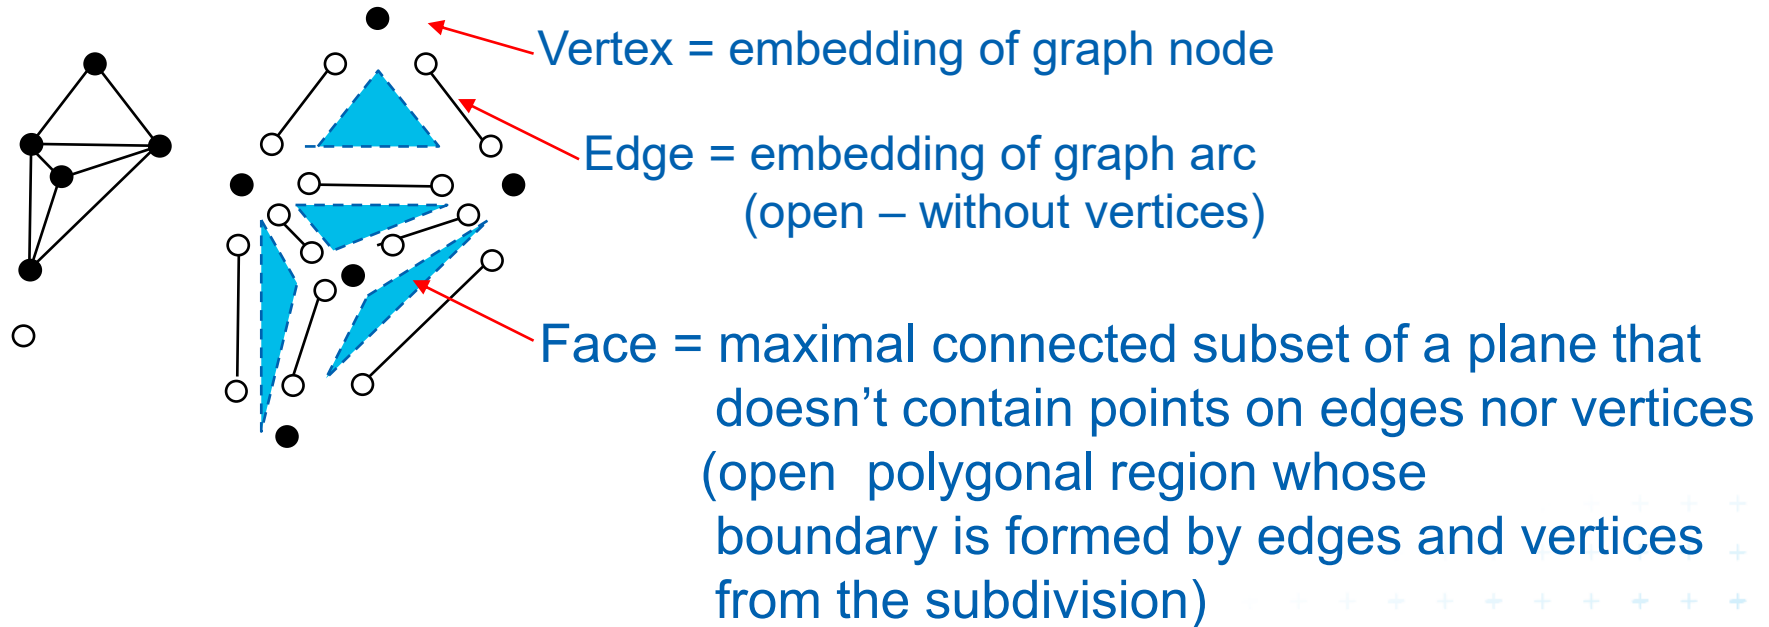 Vertex = embedding of graph node
Edge = embedding of graph arc
(open – without vertices)
Face = maximal connected subset of a plane that
doesn’t contain points on edges nor vertices
(open polygonal region whose
boundary is formed by edges and vertices
from the subdivision)